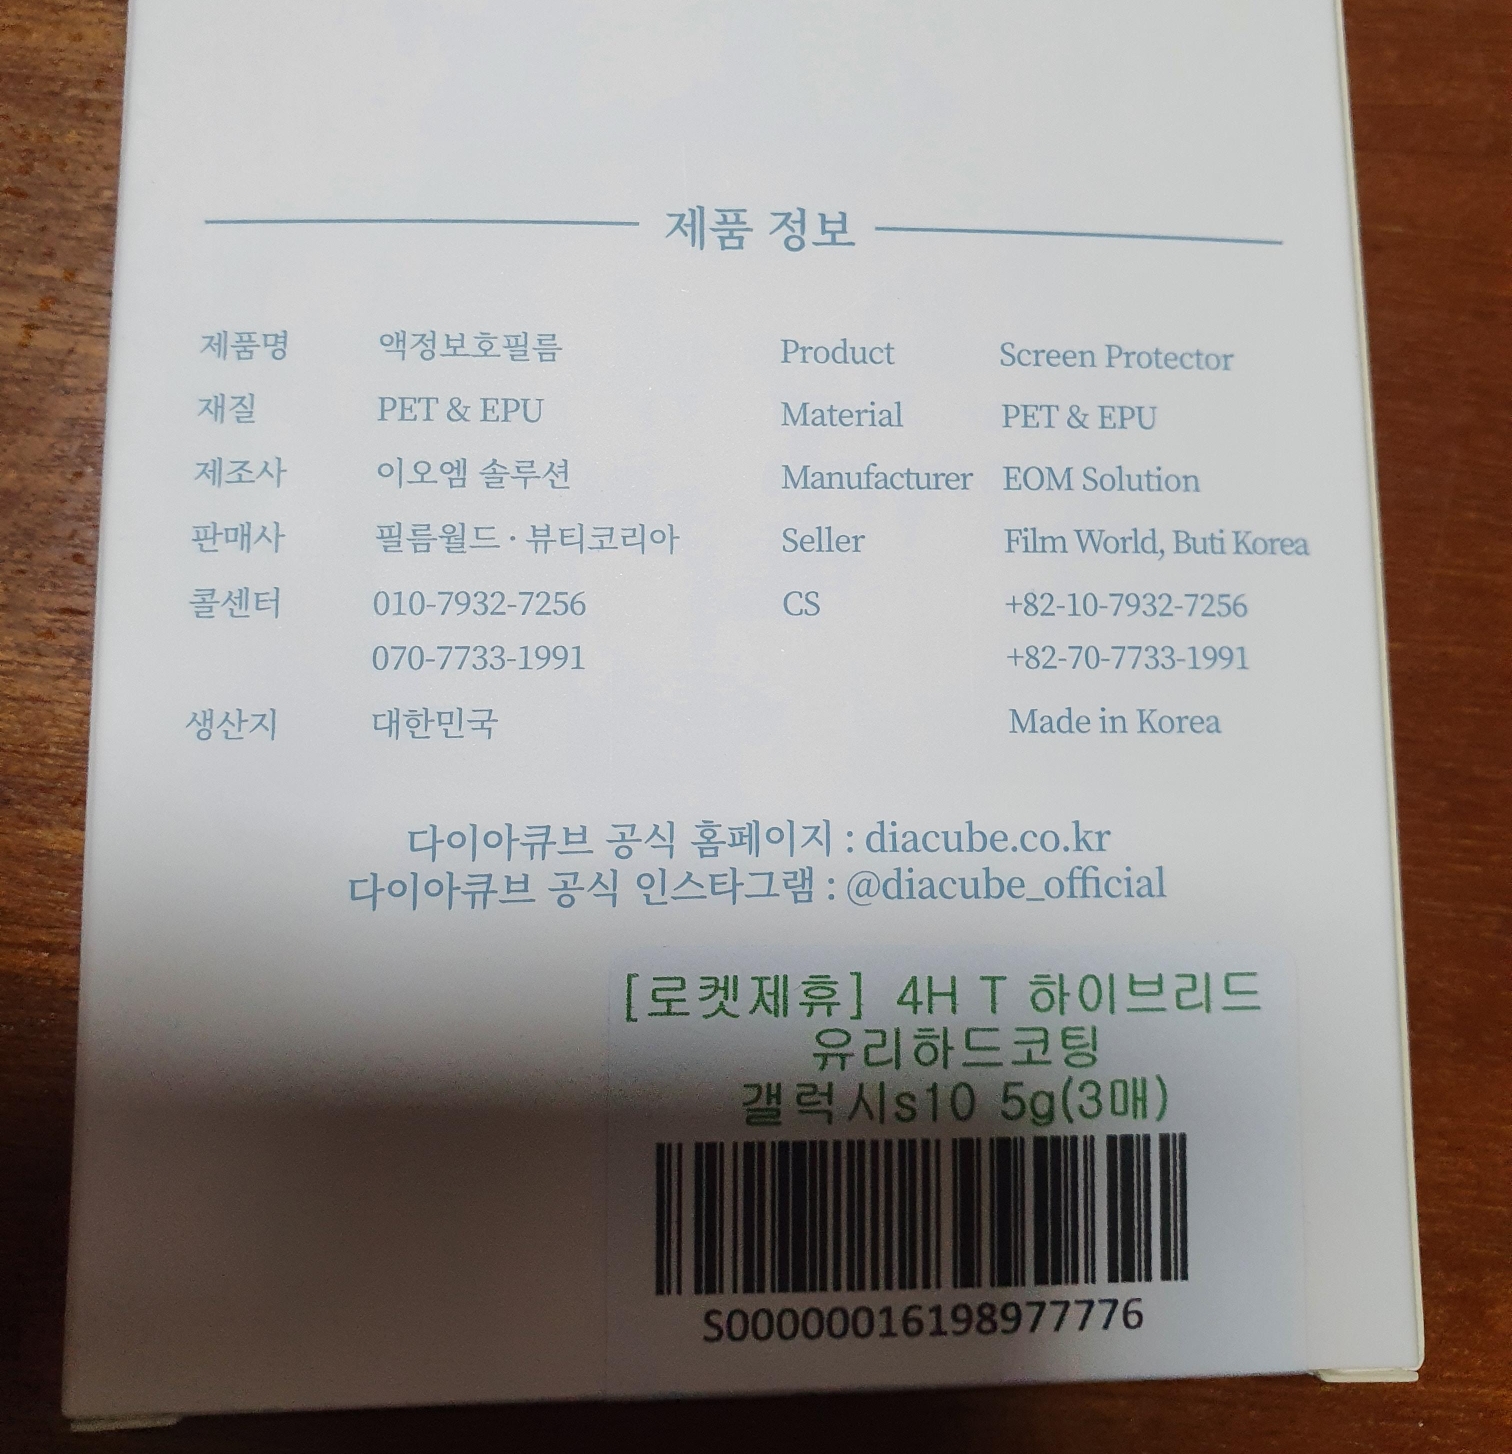 제품 정보
제품명 액정보호필름 Product Screen Protector
재질 PET & EPU Material PET & EPU
제조사 이오엠 솔루션 Manufacturer EOM Solution
판매사 필름월드 · 뷰티코리아 Seller Film World, Buti Korea
콜센터 010-7932-7256 CS +82-10-7932-7256
070-7733-1991 +82-70-7733-1991
생산지 대한민국 Made in Korea
다이아큐브 공식 홈페이지 : diacube.co.kr
다이아큐브 공식 인스타그램 : @diacube_official
[로켓제휴] 4H T 하이브리드
유리하드코팅
갤럭시s10 5g(3매)
S00000016198977776